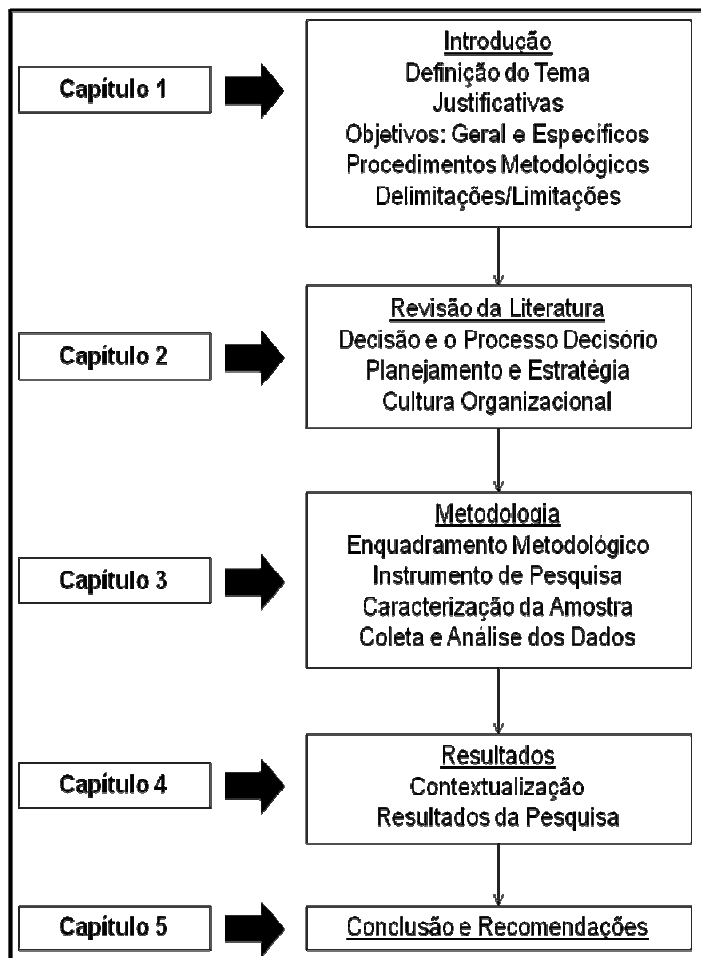 Capítulo 1
Introdução
Definição do Tema
Justificativas
Objetivos: Geral e Específicos
Procedimentos Metodológicos
Delimitações/Limitações
Capítulo 2
Revisão da Literatura
Decisão e o Processo Decisório
Planejamento e Estratégia
Cultura Organizacional
Capítulo 3
Metodologia
Enquadramento Metodológico
Instrumento de Pesquisa
Caracterização da Amostra
Coleta e Análise dos Dados
Capítulo 4
Resultados
Contextualização
Resultados da Pesquisa
Capítulo 5
Conclusão e Recomendações